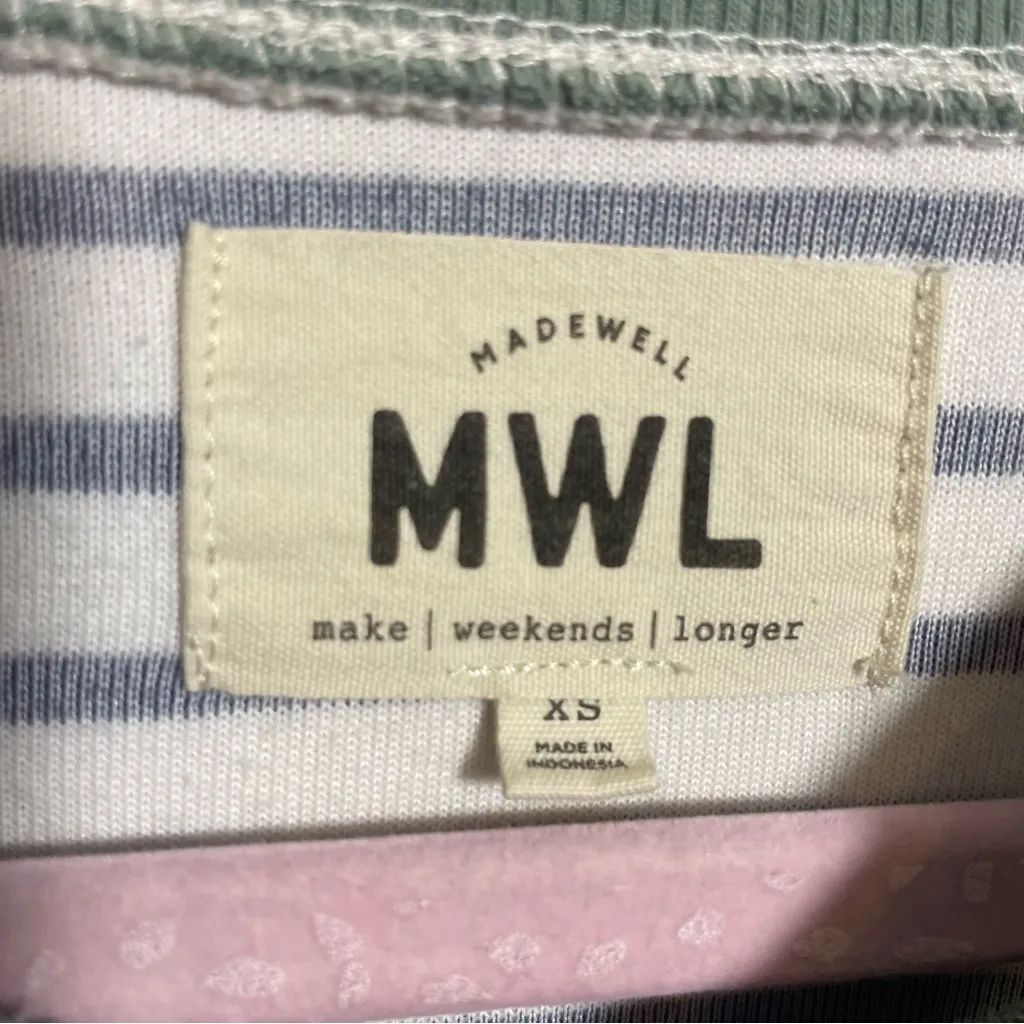 MADEWELL
MWL
make | weekends | longer
XS
MADE IN
INDONESIA